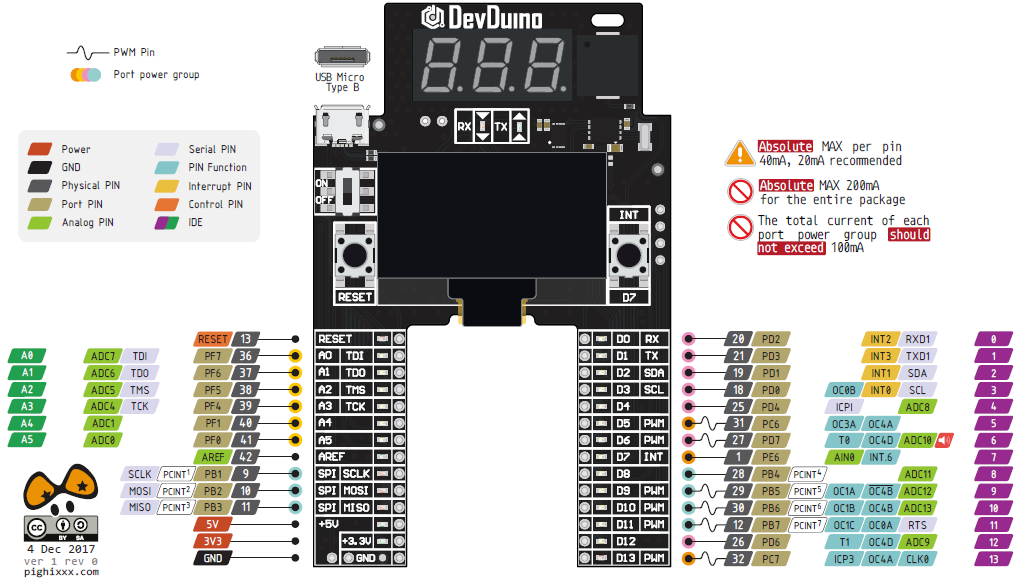 DevDuino
PWM Pin
Port power group
USB Micro
Type B
RX
TX
Power
GND
Physical PIN
Port PIN
Analog PIN
Serial PIN
PIN Function
Interrupt PIN
Control PIN
IDE
ON
OFF
INT
RESET
D7
Absolute MAX per pin
40mA, 20mA recommended
Absolute MAX 200mA
for the entire package
The total current of each
port power group should
not exceed 100mA
RESET 13 RESET
A0 ADC7 TDI PF7 36 A0 TDI
A1 ADC6 TDO PF6 37 A1 TDO
A2 ADC5 TMS PF5 38 A2 TMS
A3 ADC4 TCK PF4 39 A3 TCK
A4 ADC1 PF1 40 A4
A5 ADC0 PF0 41 A5
AREF 42 AREF
SCLK PCINT1 PB1 9 SPI SCLK
MOSI PCINT2 PB2 10 SPI MOSI
MISO PCINT3 PB3 11 SPI MISO
5V +5V
3V3 +3.3V
GND GND
D0 RX 20 PD2 INT2 RXD1 0
D1 TX 21 PD3 INT3 TXD1 1
D2 SDA 19 PD1 INT1 SDA 2
D3 SCL 18 PD0 OC0B INT0 SCL 3
D4 25 PD4 ICP1 ADC8 4
D5 PWM 31 PC6 OC3A OC4A 5
D6 PWM 27 PD7 T0 OC4D ADC10 6
D7 INT 1 PE6 AIN0 INT.6 7
D8 28 PB4 PCINT4 ADC11 8
D9 PWM 29 PB5 PCINT5 OC1A OC4B ADC12 9
D10 PWM 30 PB6 PCINT6 OC1B OC4B ADC13 10
D11 PWM 12 PB7 PCINT7 OC1C OC0A RTS 11
D12 26 PD6 T1 OC4D ADC9 12
D13 PWM 32 PC7 ICP3 OC4A CLK0 13
cc
BY SA
4 Dec 2017
ver 1 rev 0
pighixxx.com